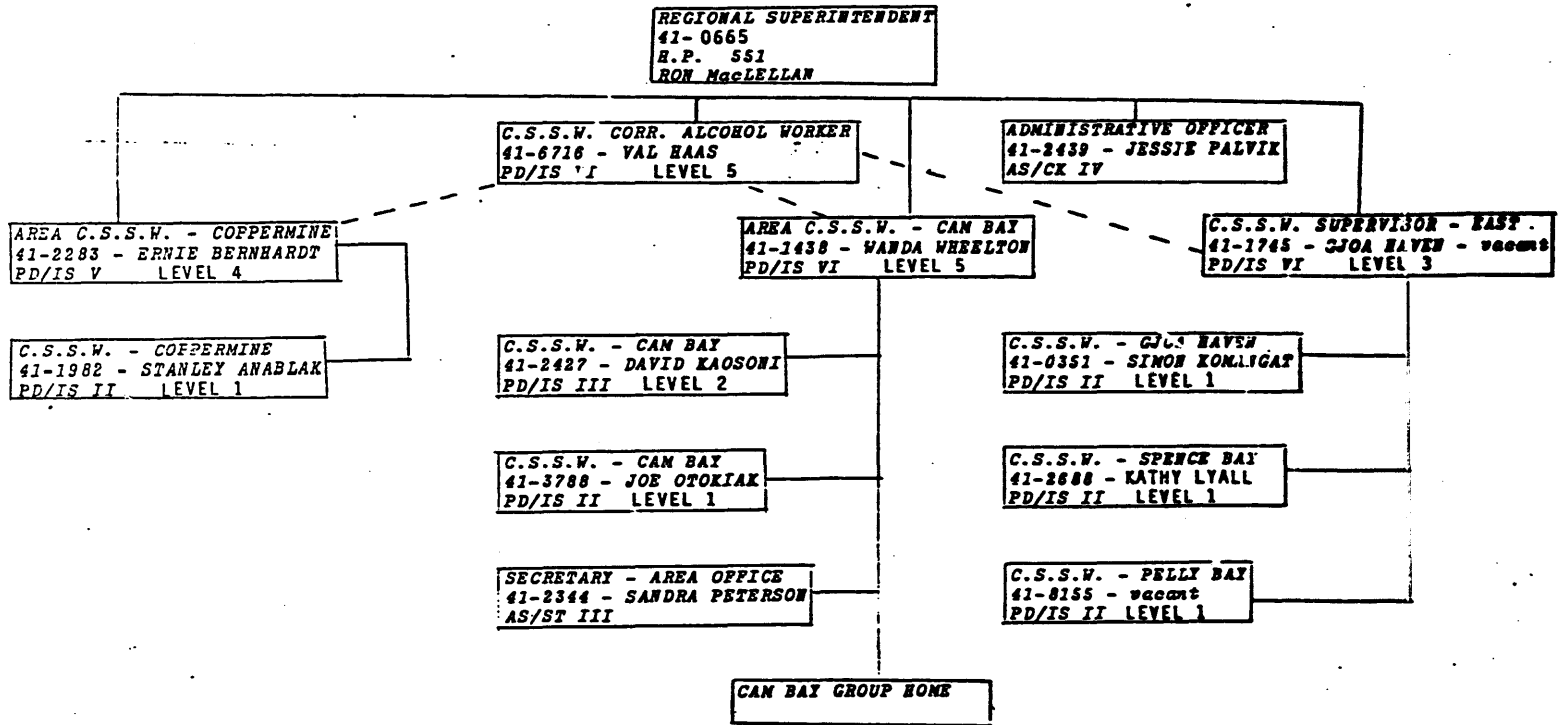 REGIONAL SUPERINTENDENT
41- 0665
H.P. 551
RON MacLELLAN
C.S.S.W. CORR. ALCOHOL WORKER
41-6716 - VAL HAAS
PD/IS VI LEVEL 5
ADMINISTRATIVE OFFICER
41-2439 - JESSIE PALVIK
AS/CK IV
AREA C.S.S.W. - COPPERMINE
41-2283 - ERNIE BERNHARDT
PD/IS V LEVEL 4
AREA C.S.S.W. - CAM BAY
41-1438 - WANDA WHEELTON
PD/IS VI LEVEL 5
C.S.S.W. SUPERVISOR - EAST
41-1745 - GJOA HAVEN - vacant
PD/IS VI LEVEL 3
C.S.S.W. - COPPERMINE
41-1982 - STANLEY ANABLAK
PD/IS II LEVEL 1
C.S.S.W. - CAM BAY
41-2427 - DAVID KAOSONI
PD/IS III LEVEL 2
C.S.S.W. - GJOA HAVEN
41-0351 - SIMON
PD/IS II LEVEL 1
C.S.S.W. - CAM BAY
41-3788 - JOE OTOKIAK
PD/IS II LEVEL 1
C.S.S.W. - SPENCE BAY
41-2688 - KATHY LYALL
PD/IS II LEVEL 1
SECRETARY - AREA OFFICE
41-2344 - SANDRA PETERSON
AS/ST III
C.S.S.W. - PELLY BAY
41-8155 - vacant
PD/IS II LEVEL 1
CAM BAY GROUP HOME